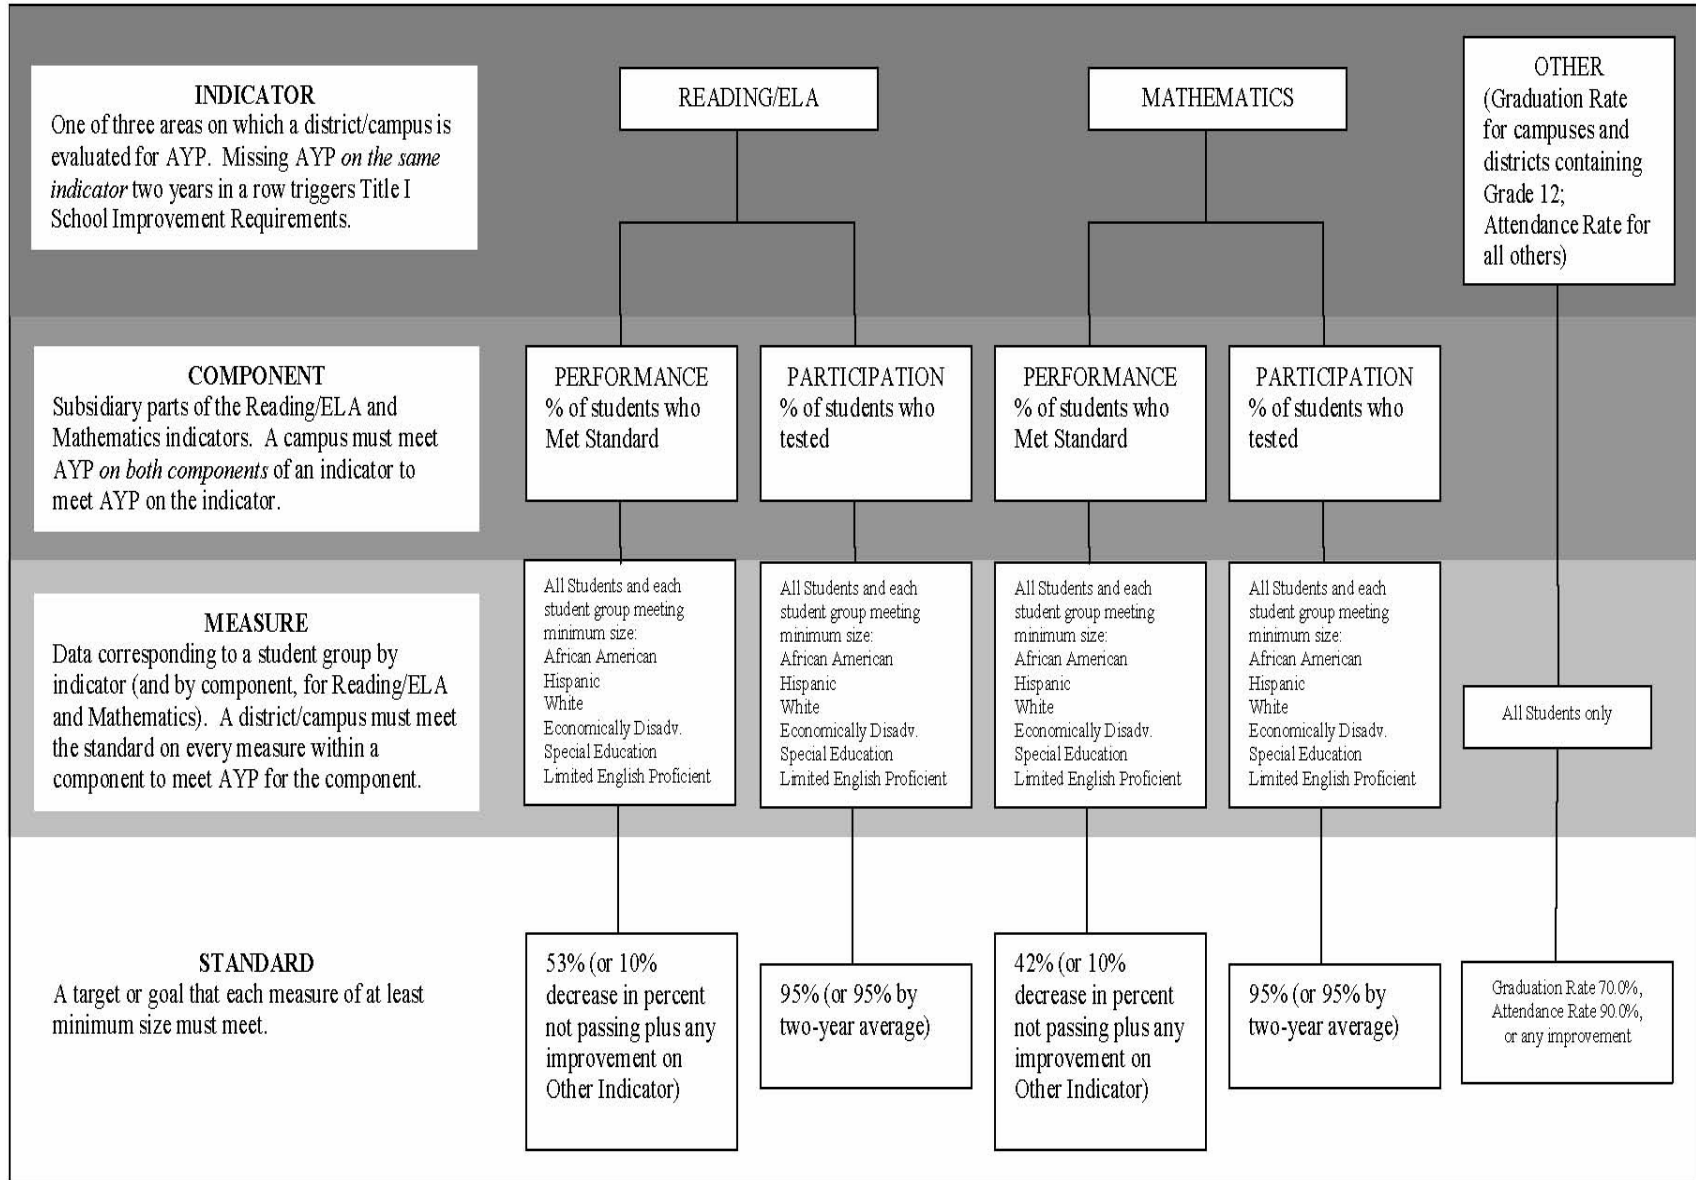 INDICATOR
One of three areas on which a district/campus is
evaluated for AYP. Missing AYP on the same
indicator two years in a row triggers Title I
School Improvement Requirements.
READING/ELA
MATHEMATICS
OTHER
(Graduation Rate
for campuses and
districts containing
Grade 12;
Attendance Rate for
all others)
COMPONENT
Subsidiary parts of the Reading/ELA and
Mathematics indicators. A campus must meet
AYP on both components of an indicator to
meet AYP on the indicator.
PERFORMANCE
% of students who
Met Standard
PARTICIPATION
% of students who
tested
PERFORMANCE
% of students who
Met Standard
PARTICIPATION
% of students who
tested
MEASURE
Data corresponding to a student group by
indicator (and by component, for Reading/ELA
and Mathematics). A district/campus must meet
the standard on every measure within a
component to meet AYP for the component.
All Students and each
student group meeting
minimum size:
African American
Hispanic
White
Economically Disadv.
Special Education
Limited English Proficient
All Students and each
student group meeting
minimum size:
African American
Hispanic
White
Economically Disadv.
Special Education
Limited English Proficient
All Students and each
student group meeting
minimum size:
African American
Hispanic
White
Economically Disadv.
Special Education
Limited English Proficient
All Students and each
student group meeting
minimum size:
African American
Hispanic
White
Economically Disadv.
Special Education
Limited English Proficient
All Students only
STANDARD
A target or goal that each measure of at least
minimum size must meet.
53% (or 10%
decrease in percent
not passing plus any
improvement on
Other Indicator)
95% (or 95% by
two-year average)
42% (or 10%
decrease in percent
not passing plus any
improvement on
Other Indicator)
95% (or 95% by
two-year average)
Graduation Rate 70.0%,
Attendance Rate 90.0%,
or any improvement